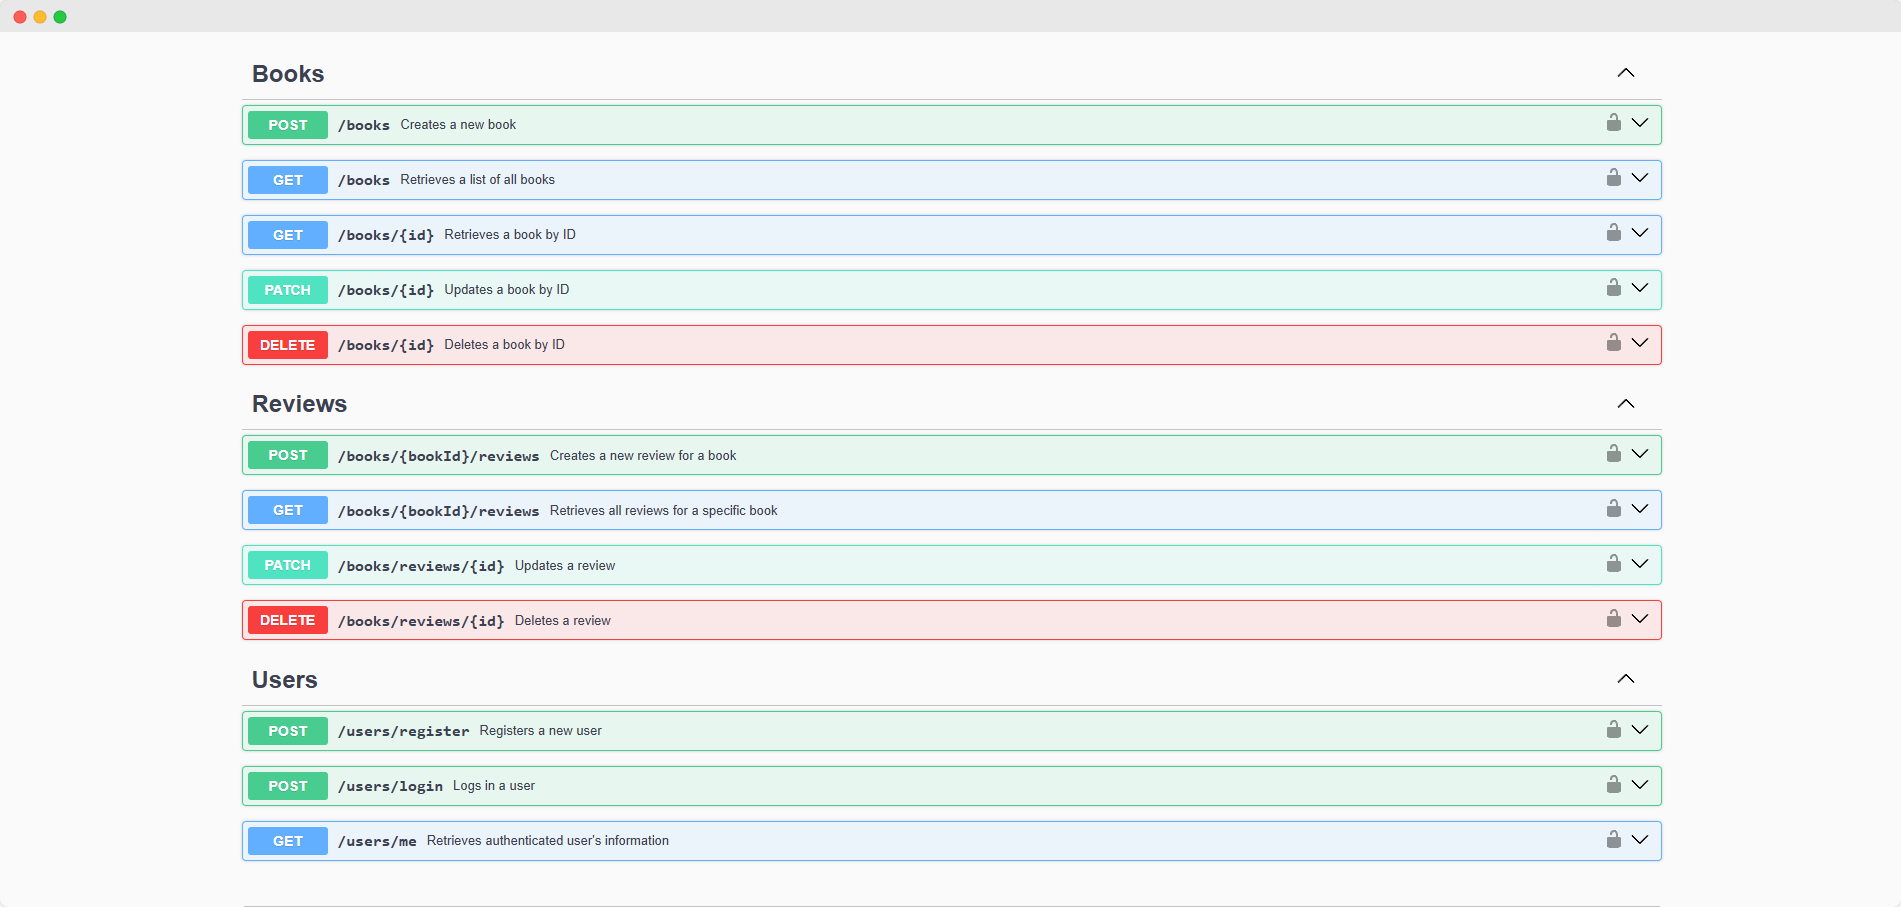 Books
POST /books Creates a new book
GET /books Retrieves a list of all books
GET /books/{id} Retrieves a book by ID
PATCH /books/{id} Updates a book by ID
DELETE /books/{id} Deletes a book by ID
Reviews
POST /books/{bookId}/reviews Creates a new review for a book
GET /books/{bookId}/reviews Retrieves all reviews for a specific book
PATCH /books/reviews/{id} Updates a review
DELETE /books/reviews/{id} Deletes a review
Users
POST /users/register Registers a new user
POST /users/login Logs in a user
GET /users/me Retrieves authenticated user's information